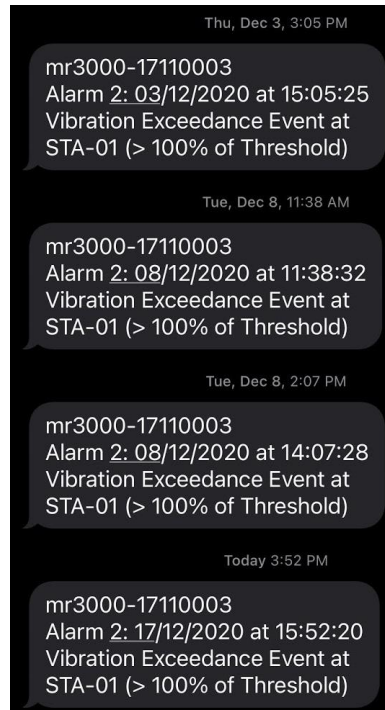 Thu, Dec 3, 3:05 PM
mr3000-17110003
Alarm 2: 03/12/2020 at 15:05:25
Vibration Exceedance Event at
STA-01 (> 100% of Threshold)
Tue, Dec 8, 11:38 AM
mr3000-17110003
Alarm 2: 08/12/2020 at 11:38:32
Vibration Exceedance Event at
STA-01 (> 100% of Threshold)
Tue, Dec 8, 2:07 PM
mr3000-17110003
Alarm 2: 08/12/2020 at 14:07:28
Vibration Exceedance Event at
STA-01 (> 100% of Threshold)
Today 3:52 PM
mr3000-17110003
Alarm 2: 17/12/2020 at 15:52:20
Vibration Exceedance Event at
STA-01 (> 100% of Threshold)